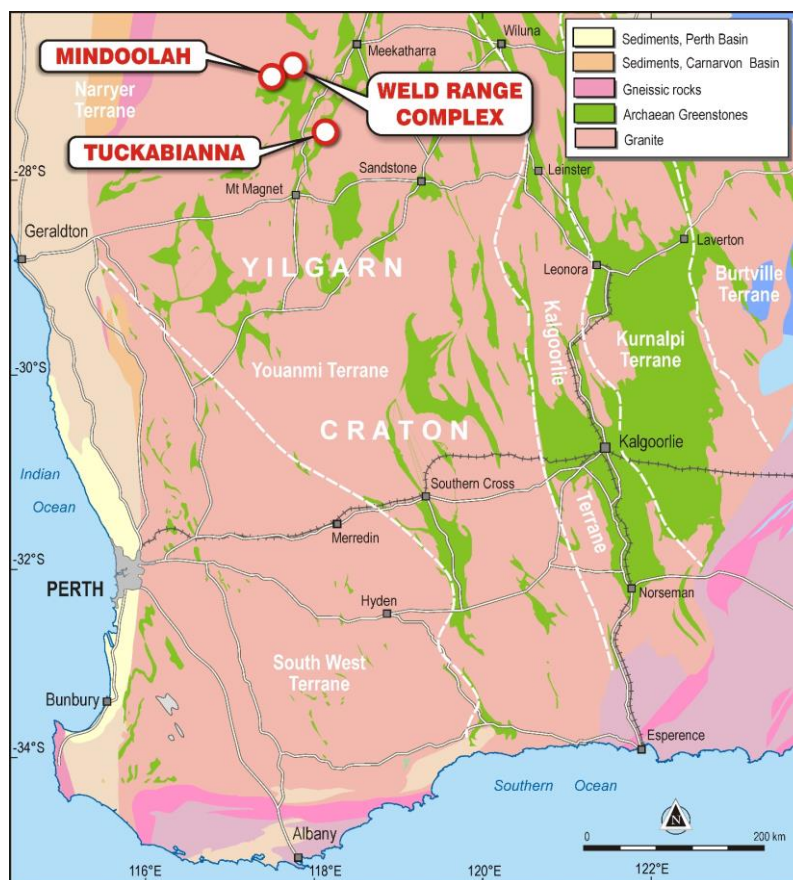 MINDOOLAH
WELD RANGE
COMPLEX
TUCKABIANNA
Meekatharra
Wiluna
Narryer
Terrane
Sediments, Perth Basin
Sediments, Carnarvon Basin
Gneissic rocks
Archaean Greenstones
Granite
-28°S
Mt Magnet
Sandstone
Leinster
Geraldton
Laverton
YILGARN
Leonora
Burtville
Terrane
Kalgoorlie
Kurnalpi
Terrane
-30°S
Youanmi Terrane
CRATON
Kalgoorlie
Indian
Ocean
Southern Cross
Terrane
Merredin
-32°S
PERTH
Hyden
Norseman
South West
Terrane
Bunbury
-34°S
Esperence
Southern Ocean
N
Albany
0
200 km
116°E
118°E
120°E
122°E